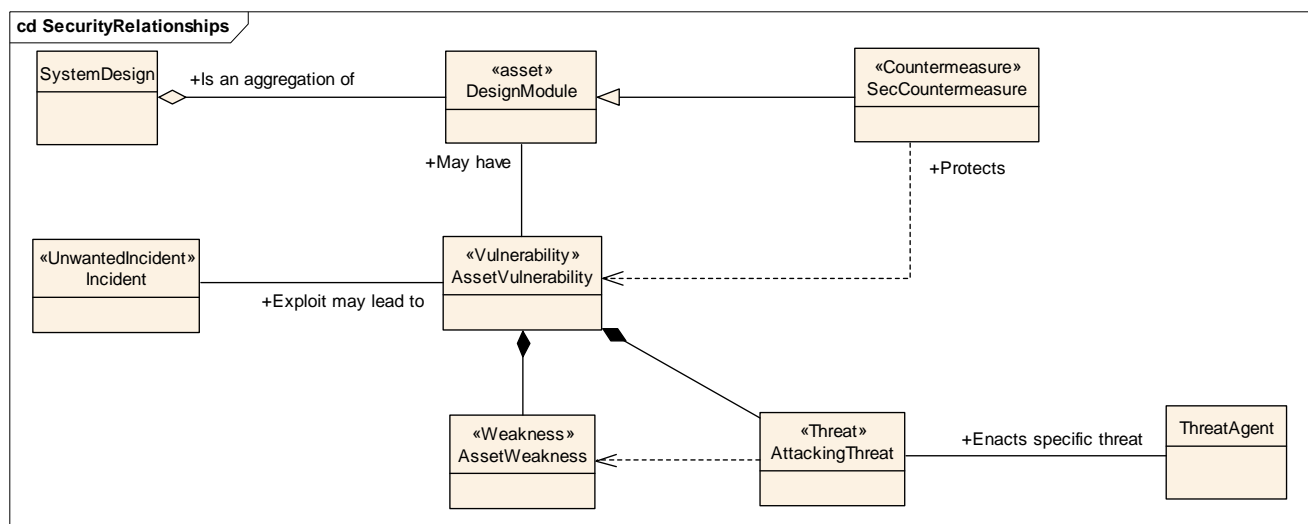 cd SecurityRelationships
SystemDesign
+Is an aggregation of
«asset»
DesignModule
«Countermeasure»
SecCountermeasure
+May have
+Protects
«UnwantedIncident»
Incident
+Exploit may lead to
«Vulnerability»
AssetVulnerability
«Weakness»
AssetWeakness
«Threat»
AttackingThreat
+Enacts specific threat
ThreatAgent